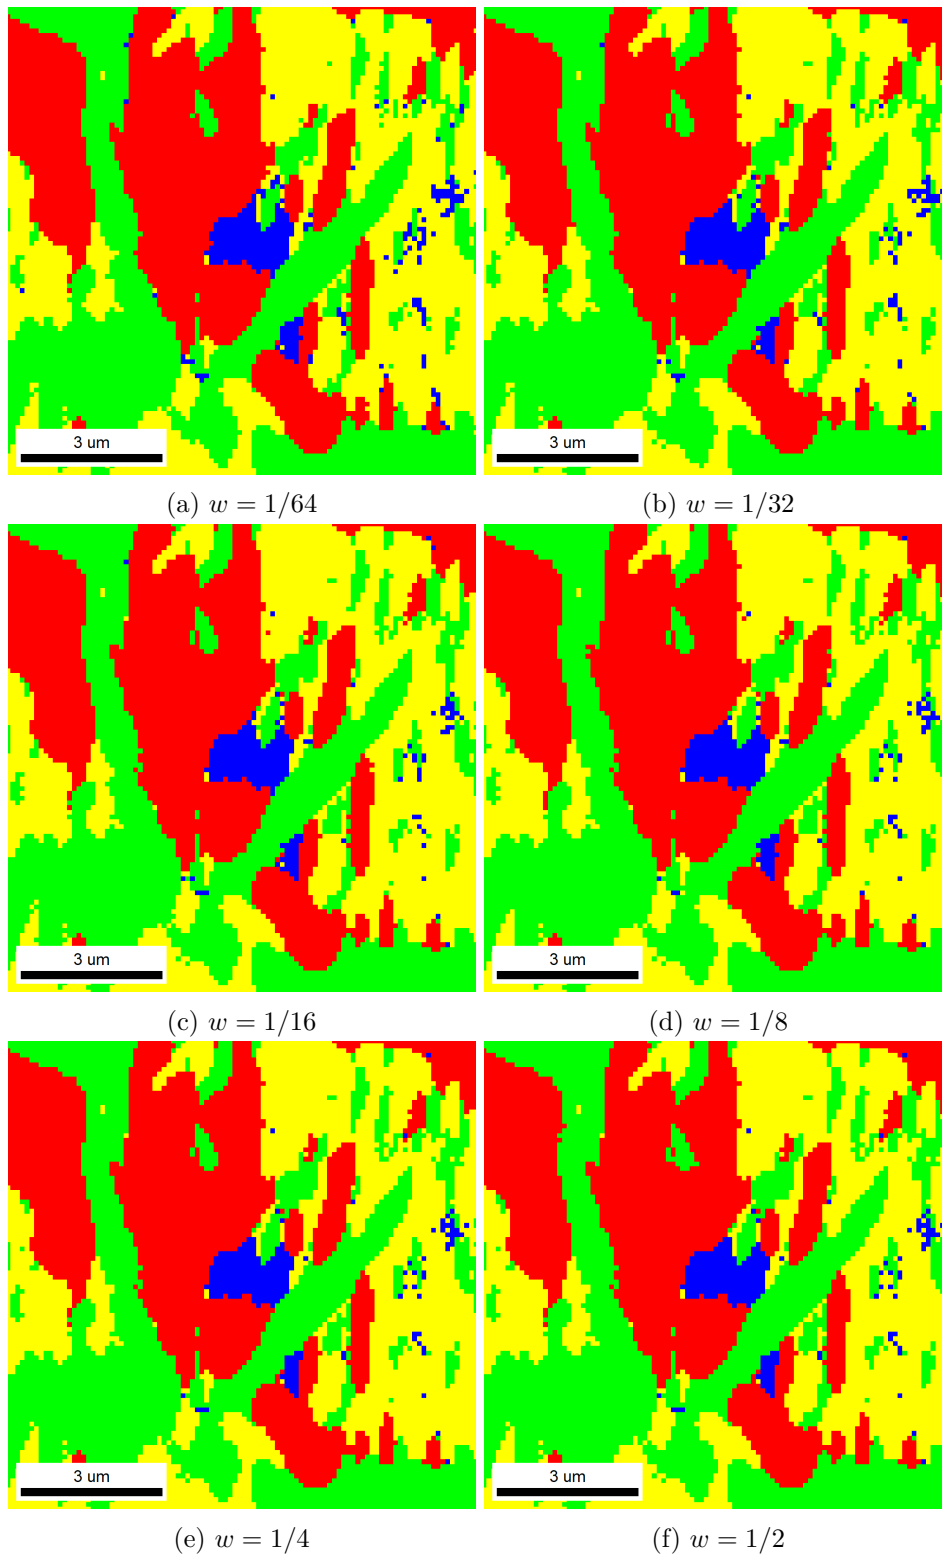 3 um
3 um
(a) w = 1/64
(b) w = 1/32
3 um
3 um
(c) w = 1/16
(d) w = 1/8
3 um
3 um
(e) w = 1/4
(f) w = 1/2